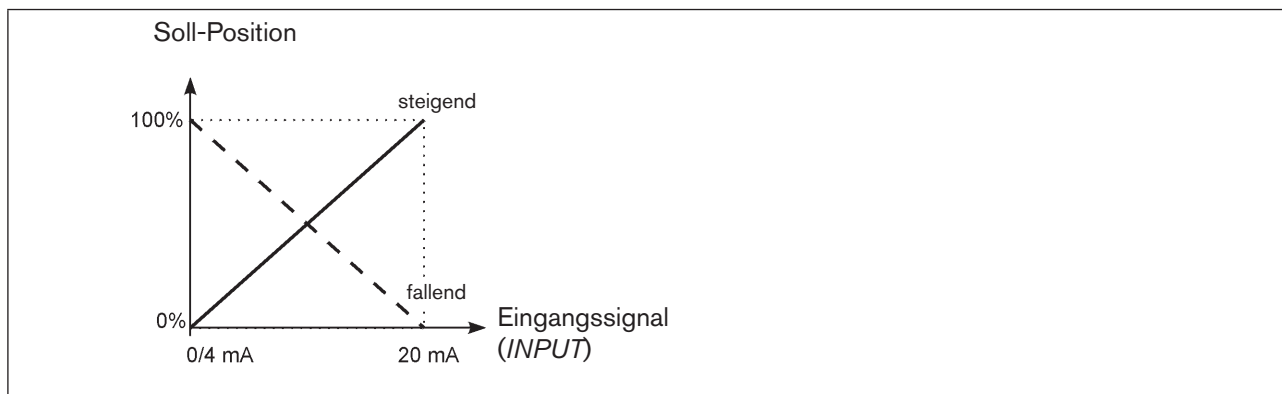 Soll-Position
steigend
100%
fallend
0%
Eingangssignal
(INPUT)
0/4 mA
20 mA